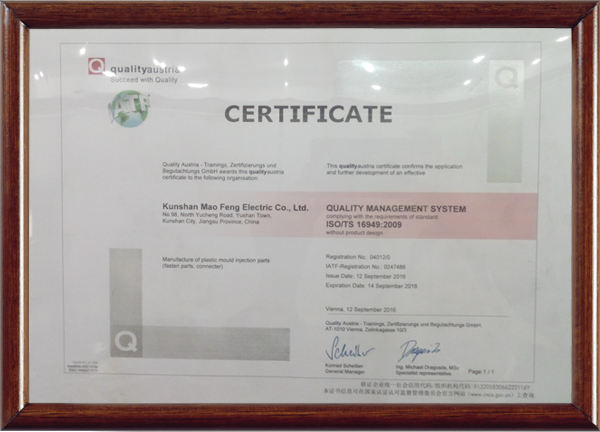 qualityaustria
Succeed with Quality
IATF
CERTIFICATE
Quality Austria - Trainings, Zertifizierungs und
Begutachtungs GmbH awards this qualityaustria
certificate to the following organisation:
This qualityaustria certificate confirms the application
and further development of an effective
Kunshan Mao Feng Electric Co., Ltd.
No.98, North Yucheng Road, Yushan Town,
Kunshan City, Jiangsu Province, China
QUALITY MANAGEMENT SYSTEM
complying with the requirements of standard
ISO/TS 16949:2009
without product design
Manufacture of plastic mould injection parts
(fasten parts, connecter)
Registration No.: 04012/0
IATF-Registration No.: 0247486
Issue Date: 12 September 2016
Expiration Date: 14 September 2018
Vienna, 12 September 2016
Quality Austria - Trainings, Zertifizierungs und Begutachtungs GmbH,
AT-1010 Vienna, Zelinkagasse 10/3
Konrad Scheiber
General Manager
Ing. Michael Dragosits, MSc
Specialist representative
Page 1 / 1